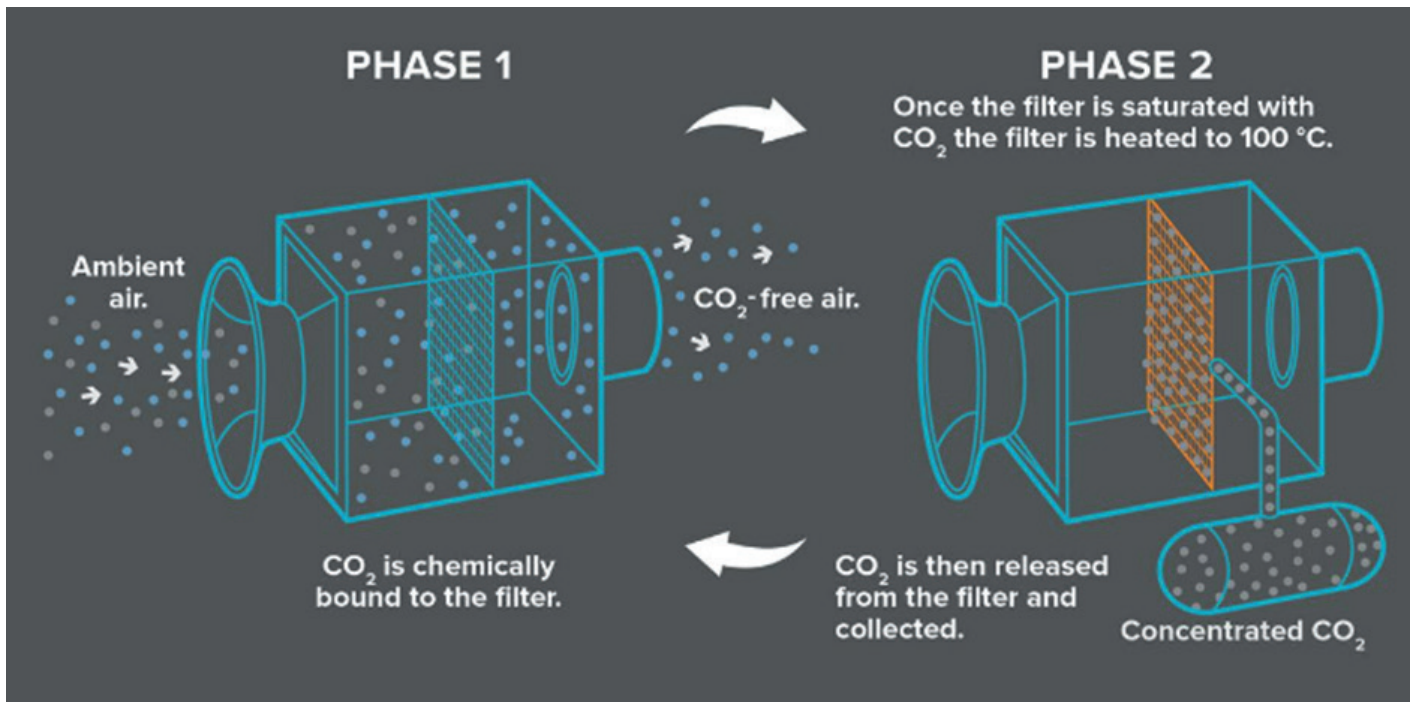 PHASE 1
Ambient
air.
CO₂-free air.
CO₂ is chemically
bound to the filter.
PHASE 2
Once the filter is saturated with
CO₂ the filter is heated to 100 °C.
CO₂ is then released
from the filter and
collected.
Concentrated CO₂